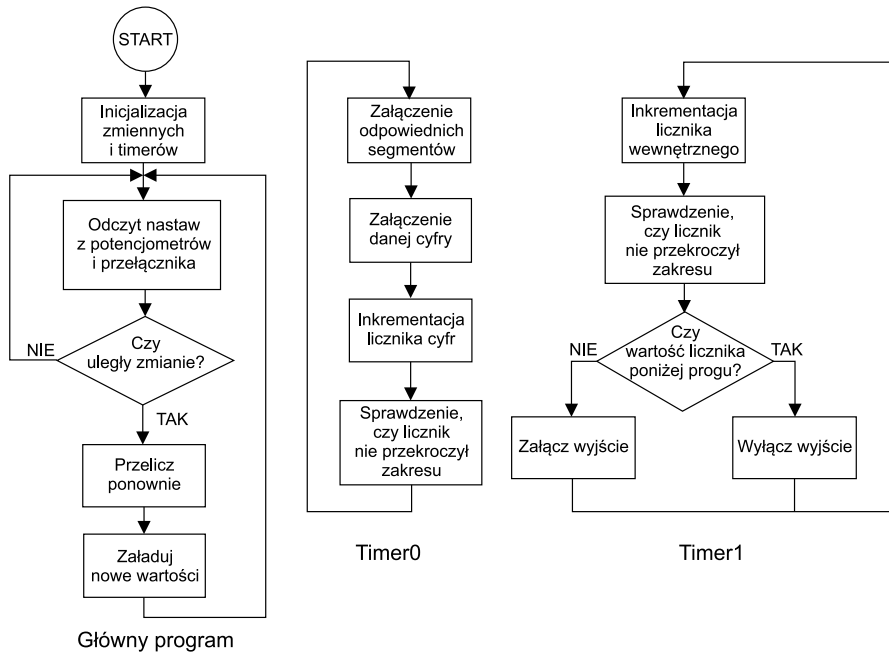 START
Inicjalizacja
zmiennych
i timerów
Odczyt nastaw
z potencjometrów
i przełącznika
Czy
uległy zmianie?
NIE
TAK
Przelicz
ponownie
Załaduj
nowe wartości
Główny program
Załączenie
odpowiednich
segmentów
Załączenie
danej cyfry
Inkrementacja
licznika cyfr
Sprawdzenie,
czy licznik
nie przekroczył
zakresu
Timer0
Inkrementacja
licznika
wewnętrznego
Sprawdzenie,
czy licznik
nie przekroczył
zakresu
Czy
wartość licznika
poniżej progu?
NIE
TAK
Załącz wyjście
Wyłącz wyjście
Timer1